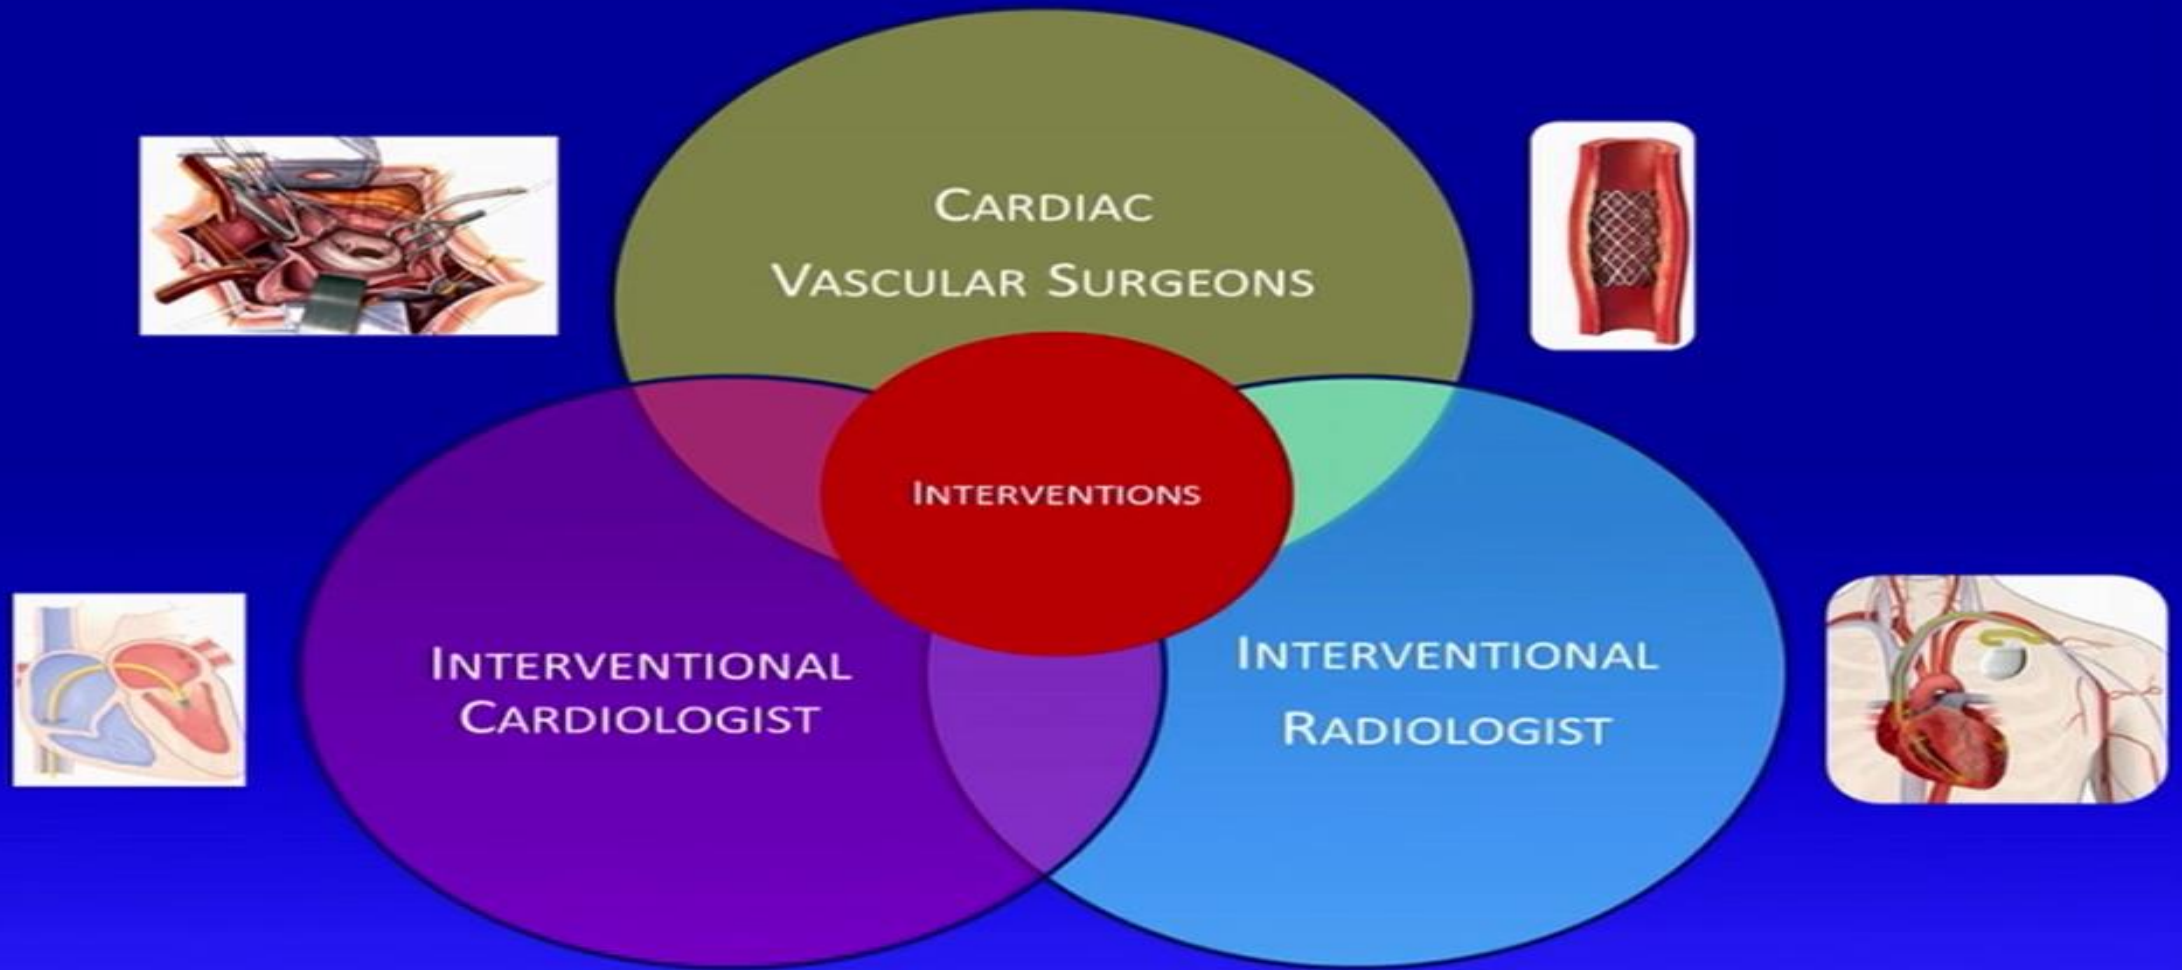 Cardiac
Vascular Surgeons
Interventions
Interventional
Cardiologist
Interventional
Radiologist